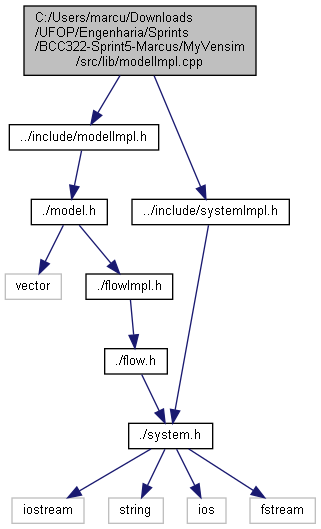 C:/Users/marcu/Downloads
/UFOP/Engenharia/Sprints
/BCC322-Sprint5-Marcus/MyVensim
/src/lib/modelImpl.cpp
../include/modelImpl.h
./model.h
../include/systemImpl.h
vector
./flowImpl.h
./flow.h
./system.h
iostream
string
ios
fstream